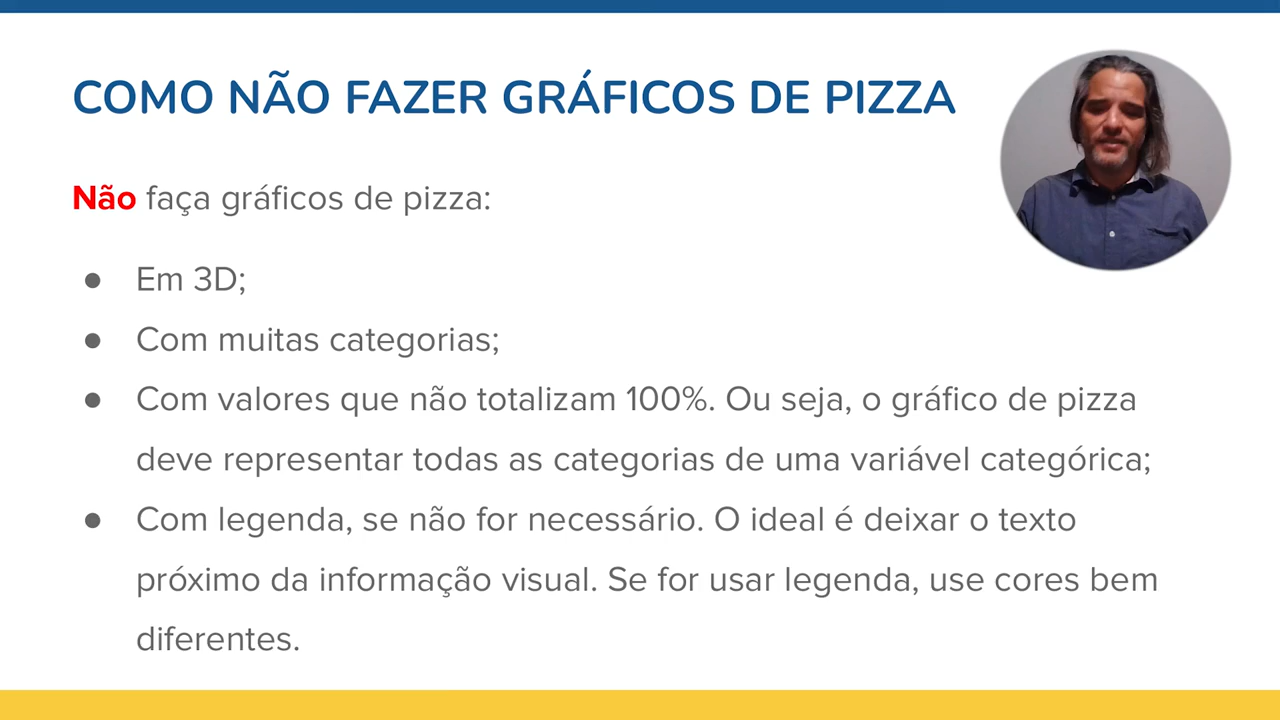 COMO NÃO FAZER GRÁFICOS DE PIZZA
Não faça gráficos de pizza:
● Em 3D;
● Com muitas categorias;
● Com valores que não totalizam 100%. Ou seja, o gráfico de pizza
deve representar todas as categorias de uma variável categórica;
● Com legenda, se não for necessário. O ideal é deixar o texto
próximo da informação visual. Se for usar legenda, use cores bem
diferentes.